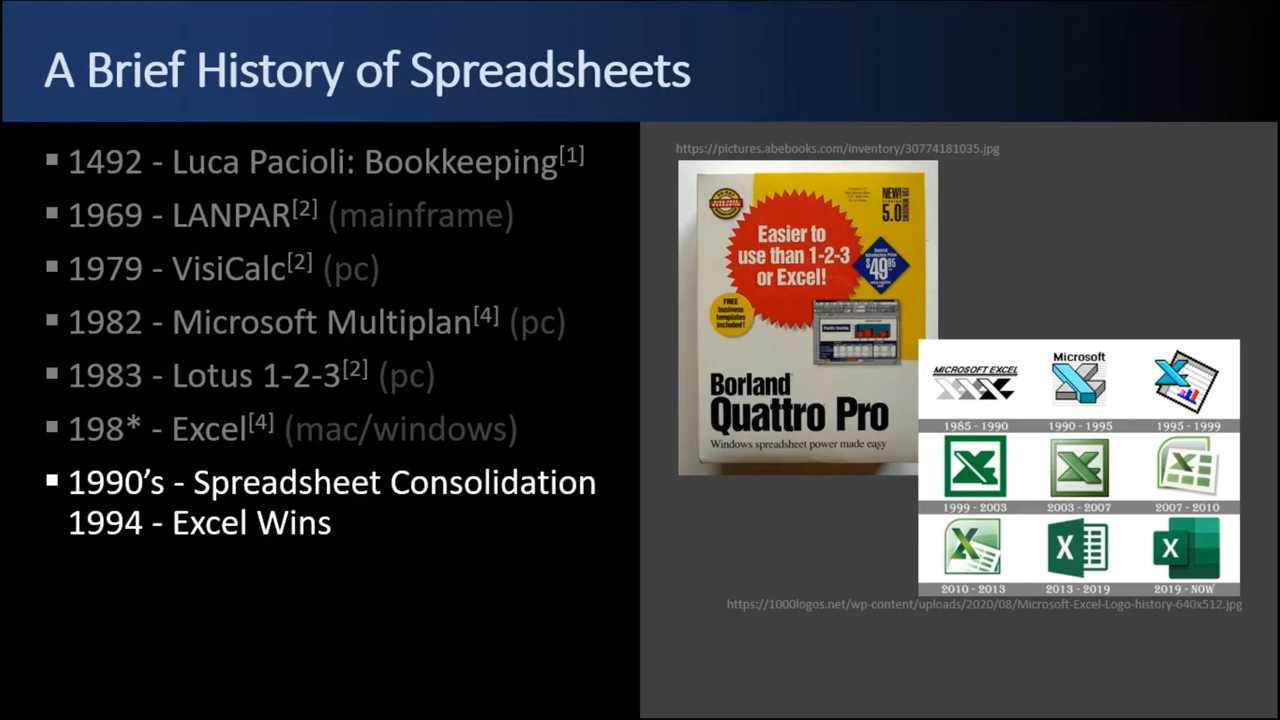 A Brief History of Spreadsheets
▪ 1492 - Luca Pacioli: Bookkeeping[1]
▪ 1969 - LANPAR[2] (mainframe)
▪ 1979 - VisiCalc[2] (pc)
▪ 1982 - Microsoft Multiplan[4] (pc)
▪ 1983 - Lotus 1-2-3[2] (pc)
▪ 198* - Excel[4] (mac/windows)
▪ 1990’s - Spreadsheet Consolidation
1994 - Excel Wins
https://pictures.abebooks.com/inventory/30774181035.jpg
NEW!
5.0
Easier to
use than 1-2-3
or Excel!
$49.95
FREE
business
templates
included!
Borland
Quattro Pro
Windows spreadsheet power made easy
MICROSOFT EXCEL
Microsoft
1985 - 1990
1990 - 1995
1995 - 1999
1999 - 2003
2003 - 2007
2007 - 2010
2010 - 2013
2013 - 2019
2019 - NOW
https://1000logos.net/wp-content/uploads/2020/08/Microsoft-Excel-Logo-history-640x512.jpg